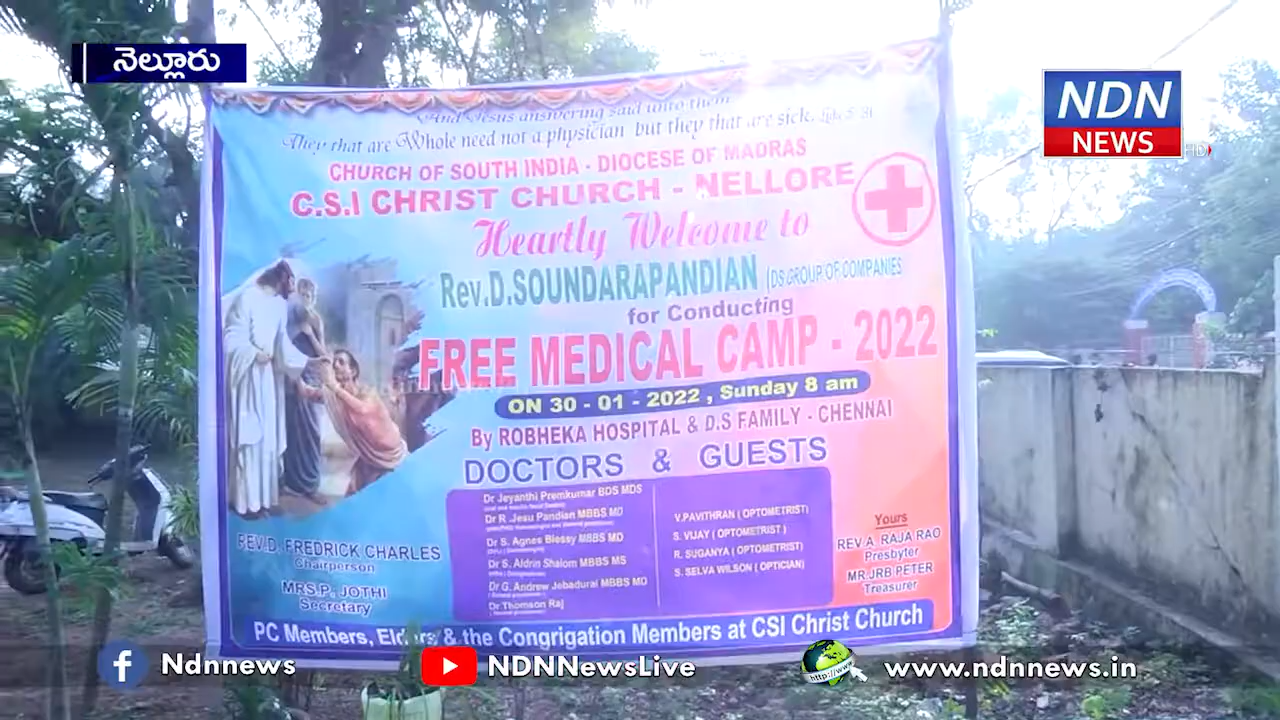 నెల్లూరు
NDN
NEWS
HD
And Jesus answering said unto them
They that are Whole need not a physician but they that are sick.
CHURCH OF SOUTH INDIA - DIOCESE OF MADRAS
C.S.I CHRIST CHURCH - NELLORE
Heartly Welcome to
Rev.D.SOUNDARAPANDIAN (DS GROUP OF COMPANIES
for Conducting
FREE MEDICAL CAMP - 2022
ON 30 - 01 - 2022 , Sunday 8 am
By ROBHEKA HOSPITAL & D.S FAMILY - CHENNAI
DOCTORS & GUESTS
Dr Jeyanthi Premkumar BDS MDS
Dr R .Jesu Pandian MBBS MD
Dr S. Agnes Blessy MBBS MD
Dr S. Aldrin Shalom MBBS MS
Dr G. Andrew Jebadurai MBBS MD
Dr Thomson Raj
V.PAVITHRAN ( OPTOMETRIST)
S. VIJAY ( OPTOMETRIST )
R. SUGANYA ( OPTOMETRIST)
S. SELVA WILSON ( OPTICIAN)
REV.D. FREDRICK CHARLES
Chairperson
MRS.P. JOTHI
Secretary
Yours
REV A. RAJA RAO
Presbyter
MR.JRB PETER
Treasurer
PC Members, Elders & the Congrigation Members at CSI Christ Church
Ndnnews
NDNNewsLive
http://www
www.ndnnews.in